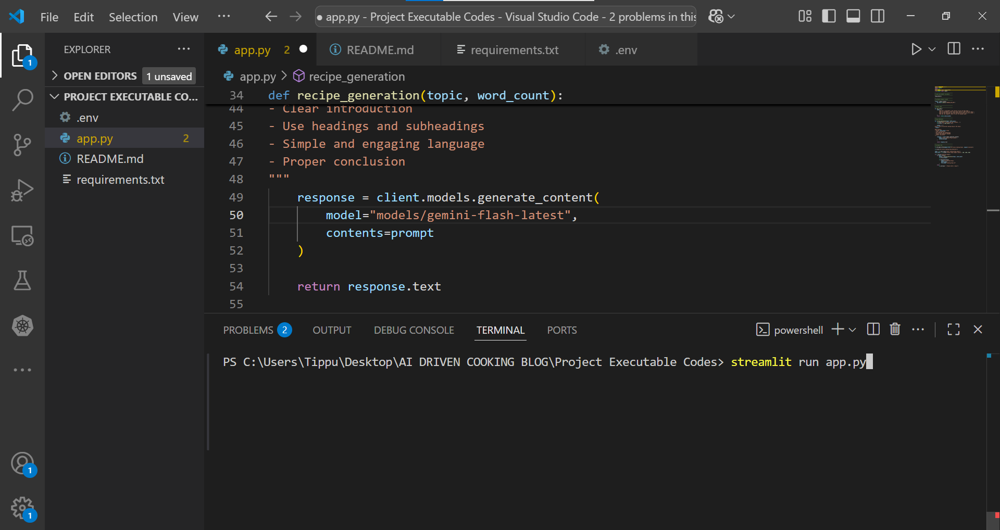 File Edit Selection View ···
● app.py - Project Executable Codes - Visual Studio Code - 2 problems in this
EXPLORER
OPEN EDITORS 1 unsaved
PROJECT EXECUTABLE CO...
.env
app.py 2
README.md
requirements.txt
1
1
1
app.py 2 ● README.md requirements.txt .env
app.py > recipe_generation
34 def recipe_generation(topic, word_count):
44 - Clear introduction
45 - Use headings and subheadings
46 - Simple and engaging language
47 - Proper conclusion
48 """
49 response = client.models.generate_content(
50 model="models/gemini-flash-latest",
51 contents=prompt
52 )
53
54 return response.text
55
PROBLEMS 2 OUTPUT DEBUG CONSOLE TERMINAL PORTS
powershell
PS C:\Users\Tippu\Desktop\AI DRIVEN COOKING BLOG\Project Executable Codes> streamlit run app.py